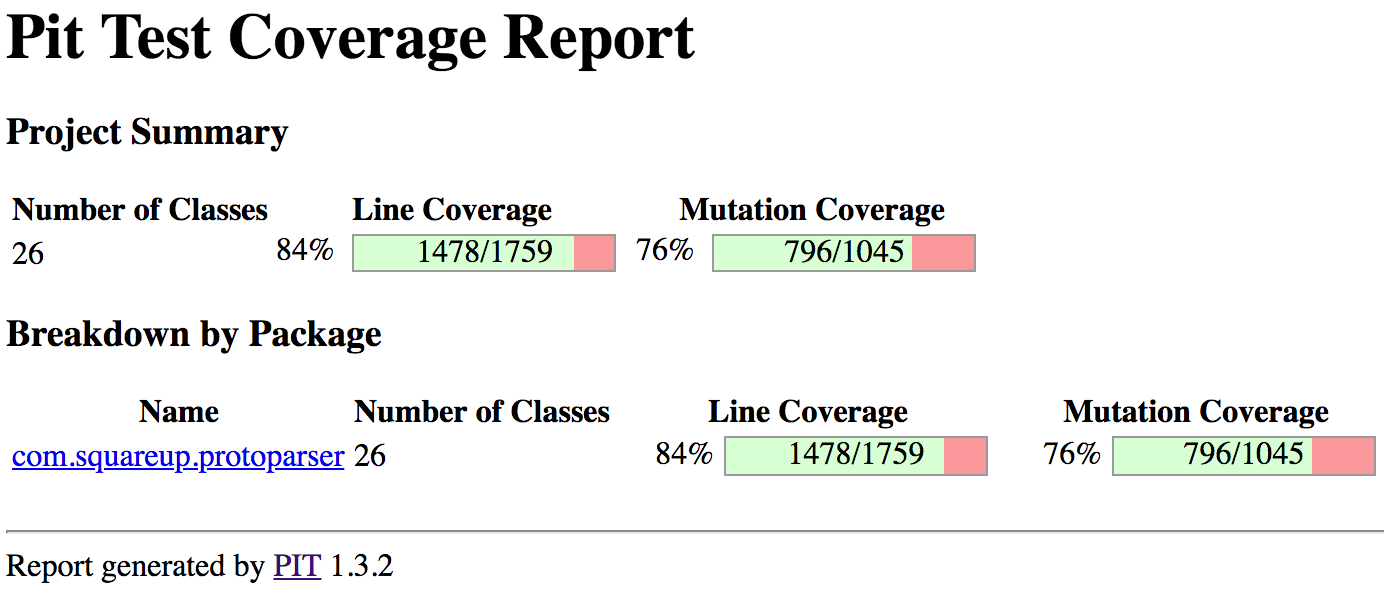 Pit Test Coverage Report
Project Summary
Number of Classes Line Coverage Mutation Coverage
26 84% 1478/1759 76% 796/1045
Breakdown by Package
Name Number of Classes Line Coverage Mutation Coverage
com.squareup.protoparser 26 84% 1478/1759 76% 796/1045
Report generated by PIT 1.3.2